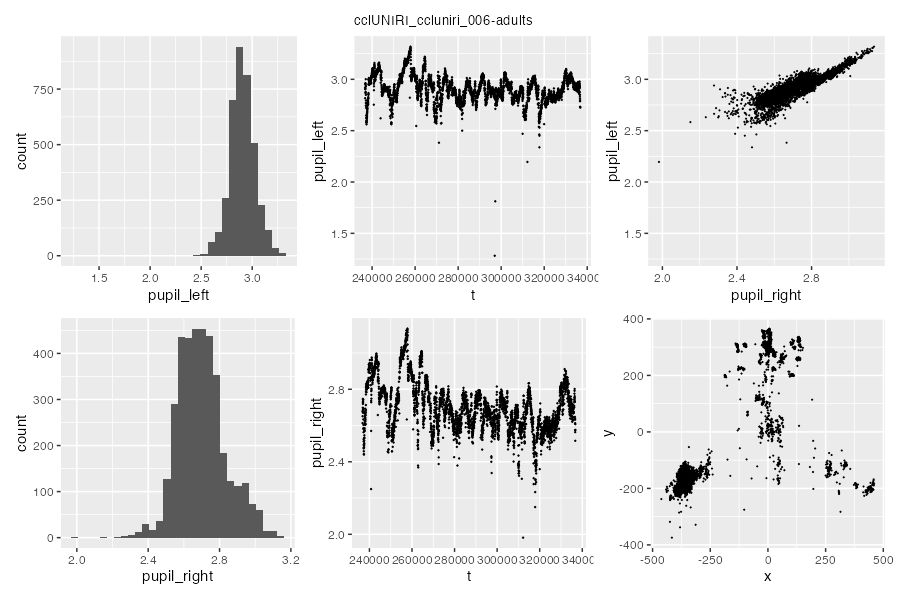 cclUNIRI_ccluniri_006-adults
count
750
500
250
0
1.5 2.0 2.5 3.0
pupil_left
pupil_left
3.0
2.5
2.0
1.5
240000 260000 280000 300000 320000 34000
t
pupil_left
3.0
2.5
2.0
1.5
2.0 2.4 2.8
pupil_right
count
400
300
200
100
0
2.0 2.4 2.8 3.2
pupil_right
pupil_right
2.8
2.4
2.0
240000 260000 280000 300000 320000 34000
t
y
400
200
0
-200
-400
-500 -250 0 250 500
x